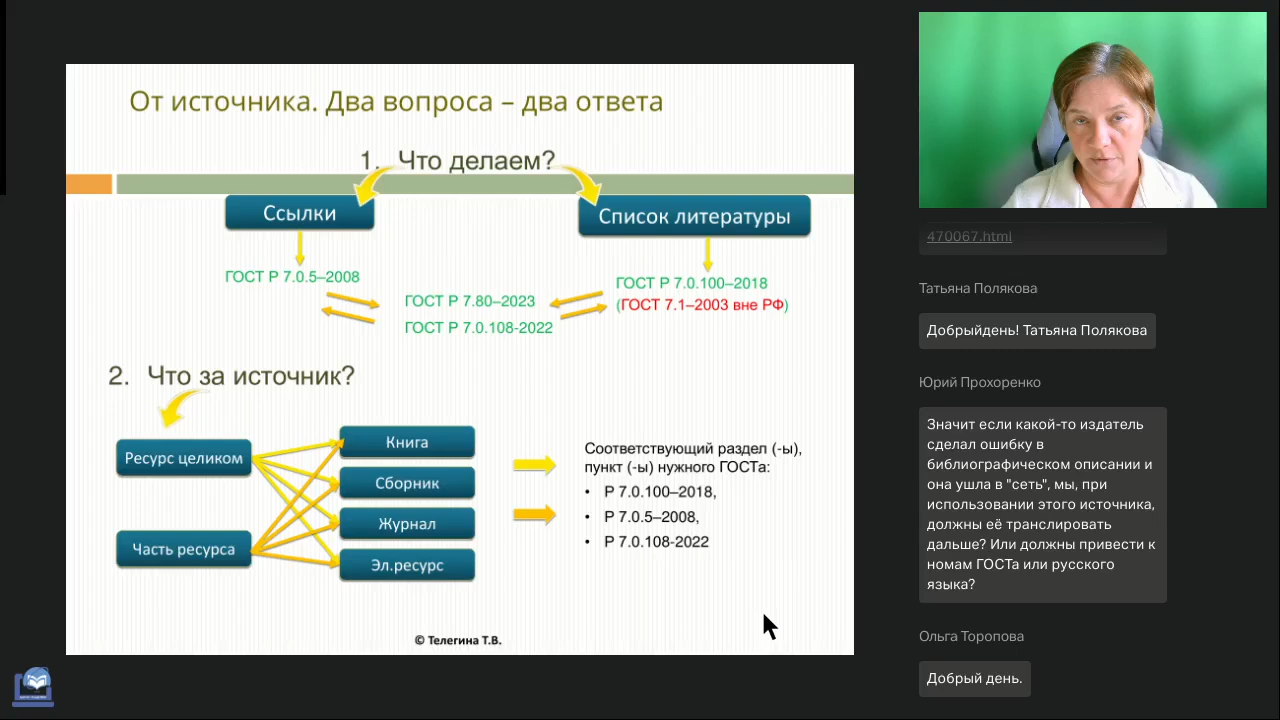 От источника. Два вопроса – два ответа
1. Что делаем?
Ссылки
Список литературы
ГОСТ Р 7.0.5–2008
ГОСТ Р 7.0.100–2018
(ГОСТ 7.1–2003 вне РФ)
ГОСТ Р 7.80–2023
ГОСТ Р 7.0.108-2022
2. Что за источник?
Ресурс целиком
Часть ресурса
Книга
Сборник
Журнал
Эл.ресурс
Соответствующий раздел (-ы),
пункт (-ы) нужного ГОСТа:
• Р 7.0.100–2018,
• Р 7.0.5–2008,
• Р 7.0.108-2022
© Телегина Т.В.
470067.html
Татьяна Полякова
Добрыйдень! Татьяна Полякова
Юрий Прохоренко
Значит если какой-то издатель
сделал ошибку в
библиографическом описании и
она ушла в "сеть", мы, при
использовании этого источника,
должны её транслировать
дальше? Или должны привести к
номам ГОСТа или русского
языка?
Ольга Торопова
Добрый день.